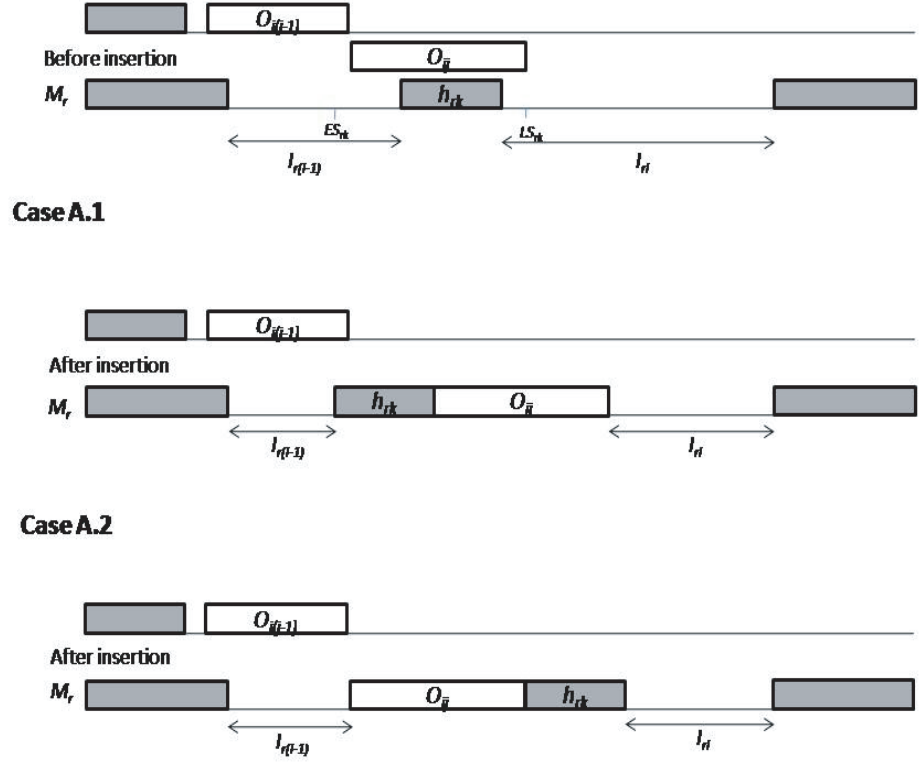 O_{i(j-1)}
Before insertion
O_{ij}
M_r h_{rk}
ES_{rk} LS_{rk}
I_{r(l-1)} I_{rl}
Case A.1
O_{i(j-1)}
After insertion
M_r h_{rk} O_{ij}
I_{r(l-1)} I_{rl}
Case A.2
O_{i(j-1)}
After insertion
M_r O_{ij} h_{rk}
I_{r(l-1)} I_{rl}